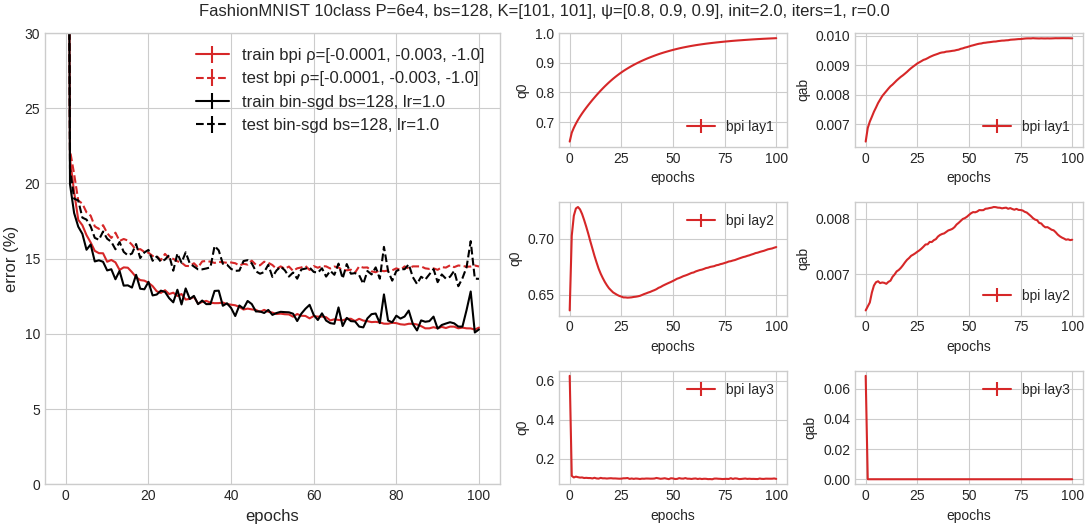 FashionMNIST 10class P=6e4, bs=128, K=[101, 101], ψ=[0.8, 0.9, 0.9], init=2.0, iters=1, r=0.0
error (%)
30
25
20
15
10
5
0
train bpi ρ=[-0.0001, -0.003, -1.0]
test bpi ρ=[-0.0001, -0.003, -1.0]
train bin-sgd bs=128, lr=1.0
test bin-sgd bs=128, lr=1.0
0 20 40 60 80 100
epochs
q0
1.0
0.9
0.8
0.7
bpi lay1
0 25 50 75 100
epochs
qab
0.010
0.009
0.008
0.007
bpi lay1
0 25 50 75 100
epochs
q0
0.70
0.65
bpi lay2
0 25 50 75 100
epochs
qab
0.008
0.007
bpi lay2
0 25 50 75 100
epochs
q0
0.6
0.4
0.2
bpi lay3
0 25 50 75 100
epochs
qab
0.06
0.04
0.02
0.00
bpi lay3
0 25 50 75 100
epochs